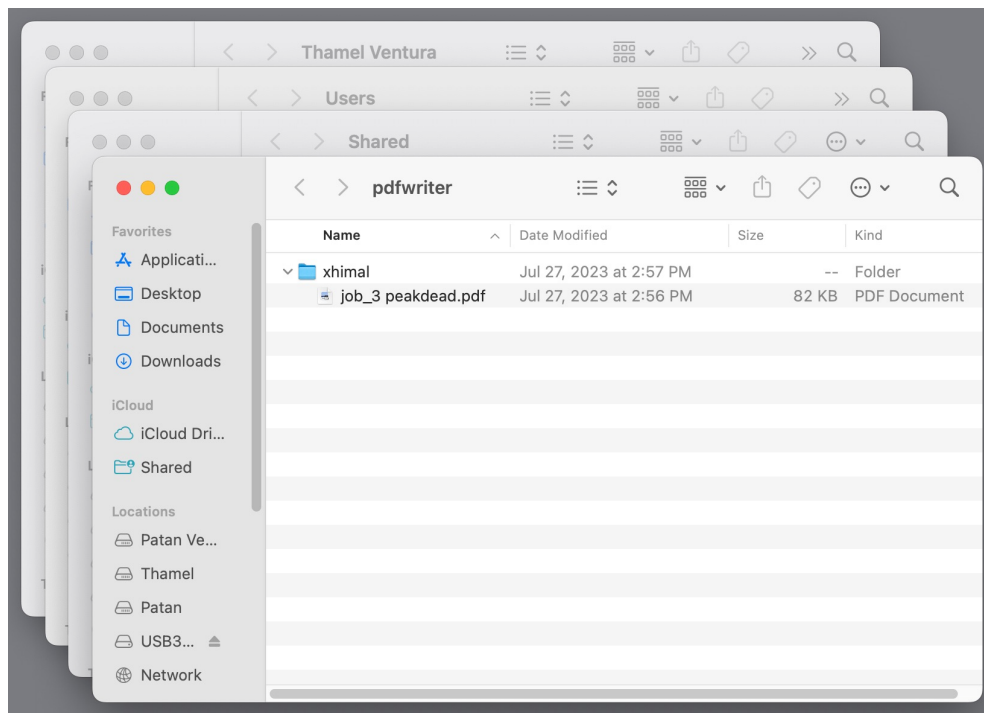 Thamel Ventura
Users
Shared
pdfwriter
Favorites
Applicati...
Desktop
Documents
Downloads
iCloud
iCloud Dri...
Shared
Locations
Patan Ve...
Thamel
Patan
USB3...
Network
Name Date Modified Size Kind
xhimal Jul 27, 2023 at 2:57 PM -- Folder
job_3 peakdead.pdf Jul 27, 2023 at 2:56 PM 82 KB PDF Document